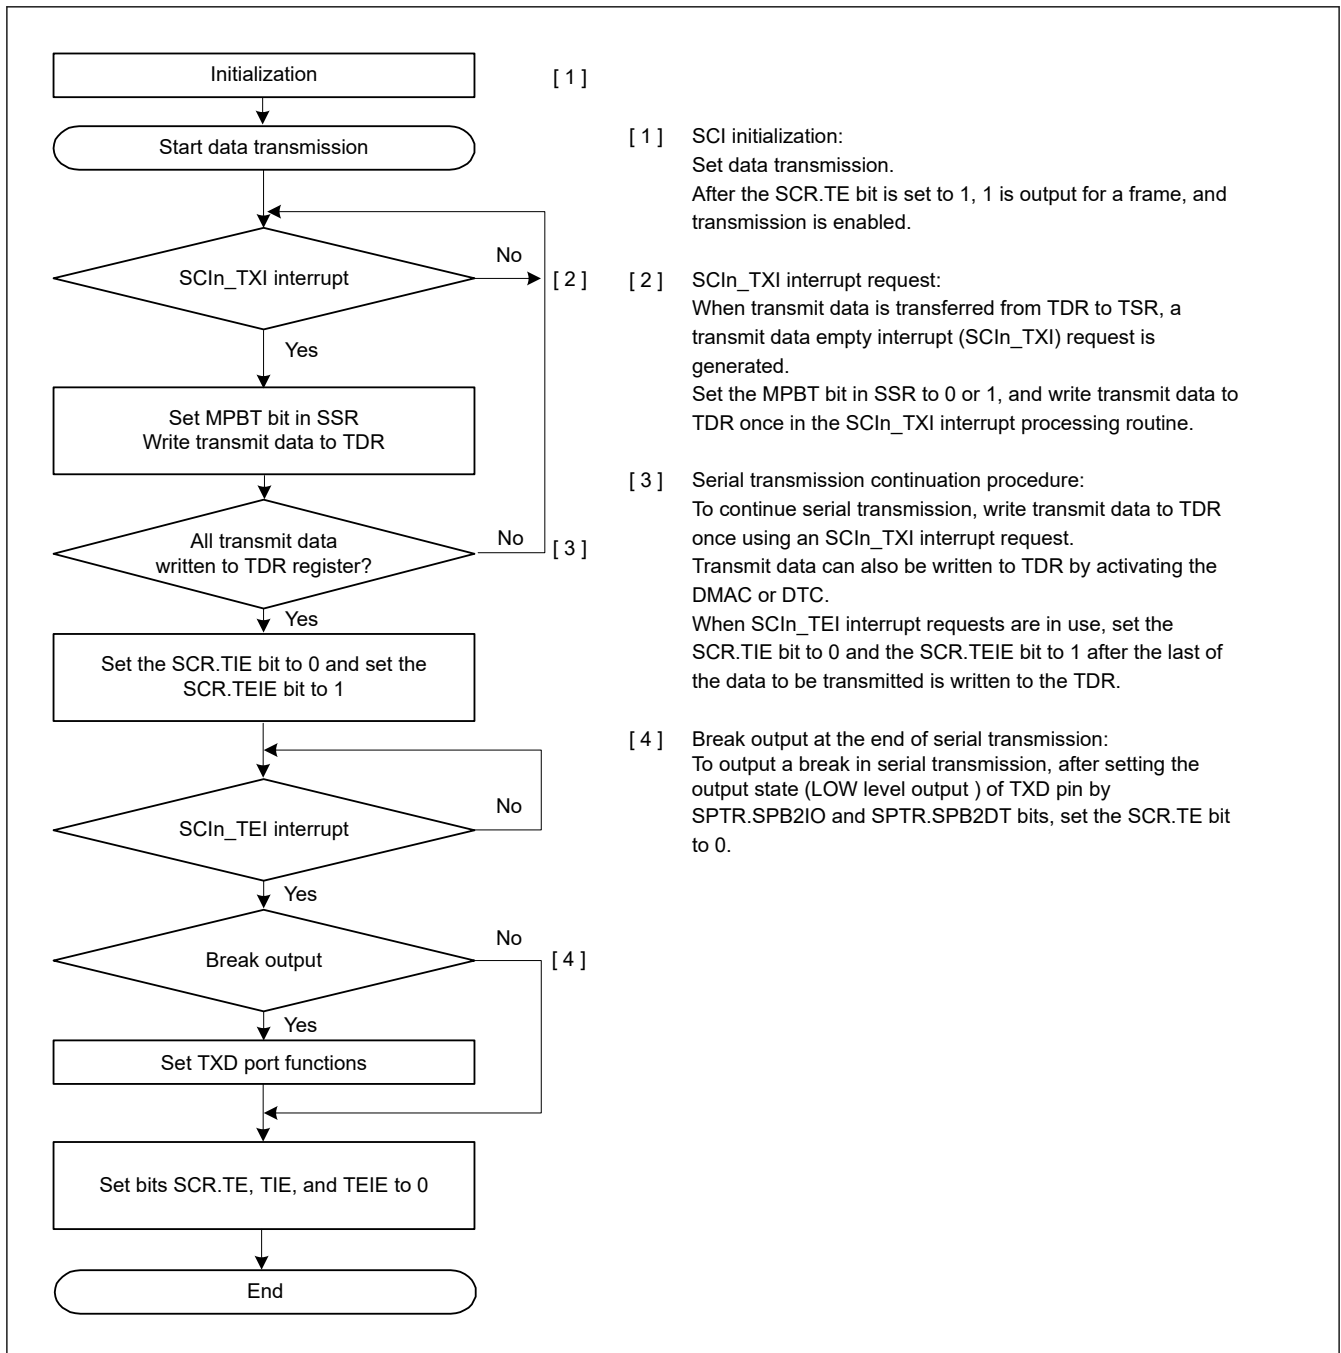 Initialization
[ 1 ]
Start data transmission
SCIn_TXI interrupt
No
[ 2 ]
Yes
Set MPBT bit in SSR
Write transmit data to TDR
All transmit data
written to TDR register?
No
[ 3 ]
Yes
Set the SCR.TIE bit to 0 and set the
SCR.TEIE bit to 1
SCIn_TEI interrupt
No
Yes
Break output
No
[ 4 ]
Yes
Set TXD port functions
Set bits SCR.TE, TIE, and TEIE to 0
End
[ 1 ] SCI initialization:
Set data transmission.
After the SCR.TE bit is set to 1, 1 is output for a frame, and
transmission is enabled.
[ 2 ] SCIn_TXI interrupt request:
When transmit data is transferred from TDR to TSR, a
transmit data empty interrupt (SCIn_TXI) request is
generated.
Set the MPBT bit in SSR to 0 or 1, and write transmit data to
TDR once in the SCIn_TXI interrupt processing routine.
[ 3 ] Serial transmission continuation procedure:
To continue serial transmission, write transmit data to TDR
once using an SCIn_TXI interrupt request.
Transmit data can also be written to TDR by activating the
DMAC or DTC.
When SCIn_TEI interrupt requests are in use, set the
SCR.TIE bit to 0 and the SCR.TEIE bit to 1 after the last of
the data to be transmitted is written to the TDR.
[ 4 ] Break output at the end of serial transmission:
To output a break in serial transmission, after setting the
output state (LOW level output ) of TXD pin by
SPTR.SPB2IO and SPTR.SPB2DT bits, set the SCR.TE bit
to 0.